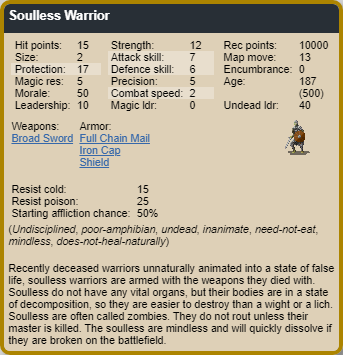 Soulless Warrior
Hit points: 15 Strength: 12 Rec points: 10000
Size: 2 Attack skill: 7 Map move: 13
Protection: 17 Defence skill: 6 Encumbrance: 0
Magic res: 5 Precision: 5 Age: 187
Morale: 50 Combat speed: 2 (500)
Leadership: 10 Magic ldr: 0 Undead ldr: 40
Weapons: Armor:
Broad Sword Full Chain Mail
Iron Cap
Shield
Resist cold: 15
Resist poison: 25
Starting affliction chance: 50%
(Undisciplined, poor-amphibian, undead, inanimate, need-not-eat,
mindless, does-not-heal-naturally)
Recently deceased warriors unnaturally animated into a state of false
life, soulless warriors are armed with the weapons they died with.
Soulless do not have any vital organs, but their bodies are in a state
of decomposition, so they are easier to destroy than a wight or a lich.
Soulless are often called zombies. They do not rout unless their
master is killed. The soulless are mindless and will quickly dissolve if
they are broken on the battlefield.